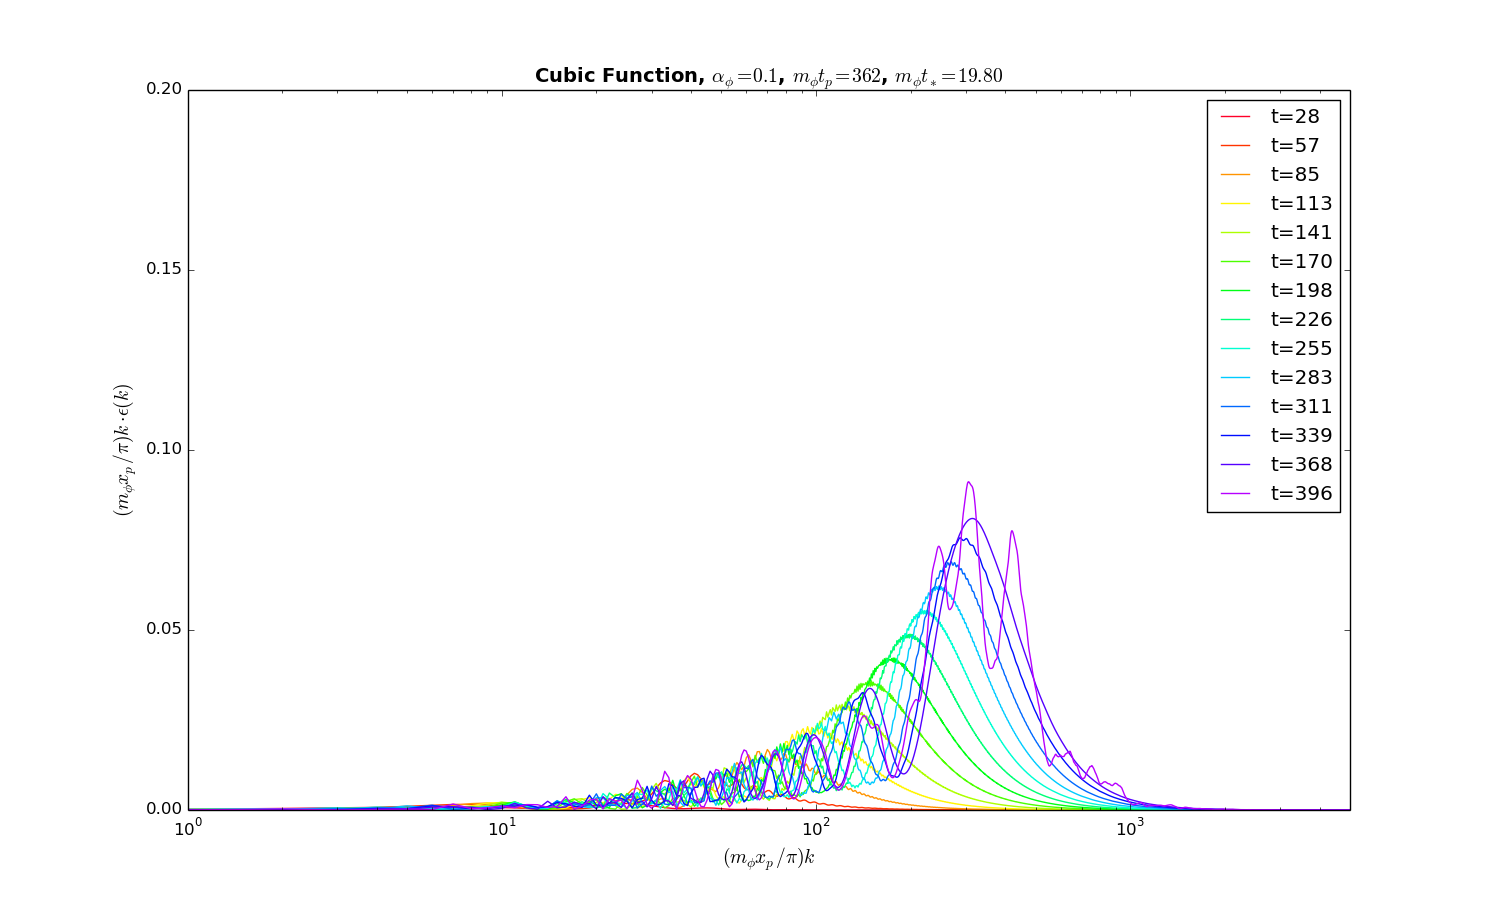 Cubic Function, α_ϕ=0.1, m_ϕt_p=362, m_ϕt_*=19.80
0.20
0.15
0.10
0.05
0.00
(m_ϕx_p/π)k·ϵ(k)
t=28
t=57
t=85
t=113
t=141
t=170
t=198
t=226
t=255
t=283
t=311
t=339
t=368
t=396
10^0 10^1 10^2 10^3
(m_ϕx_p/π)k